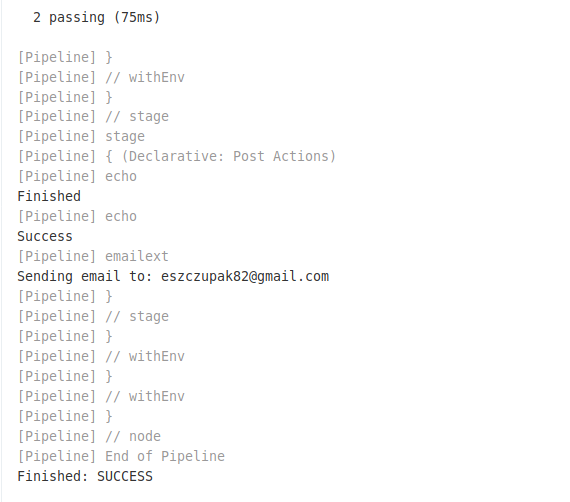 2 passing (75ms)
[Pipeline] }
[Pipeline] // withEnv
[Pipeline] }
[Pipeline] // stage
[Pipeline] stage
[Pipeline] { (Declarative: Post Actions)
[Pipeline] echo
Finished
[Pipeline] echo
Success
[Pipeline] emailext
Sending email to: eszczupak82@gmail.com
[Pipeline] }
[Pipeline] // stage
[Pipeline] }
[Pipeline] // withEnv
[Pipeline] }
[Pipeline] // withEnv
[Pipeline] }
[Pipeline] // node
[Pipeline] End of Pipeline
Finished: SUCCESS